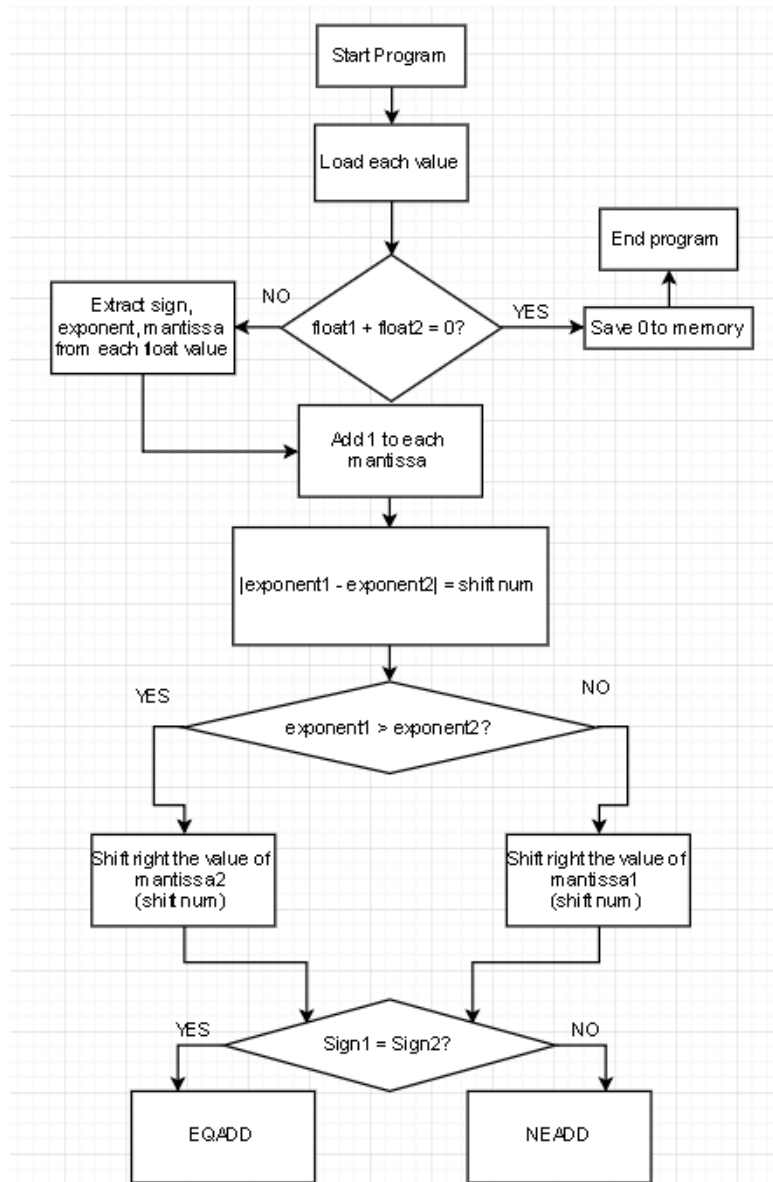 Start Program
Load each value
End program
NO
Extract sign,
exponent, mantissa
from each float value
float1 + float2 = 0?
YES
Save 0 to memory
Add 1 to each
mantissa
|exponent1 - exponent2| = shift num
YES
NO
exponent1 > exponent2?
Shift right the value of
mantissa2
(shift num)
Shift right the value of
mantissa1
(shift num)
YES
Sign1 = Sign2?
NO
EQADD
NEADD